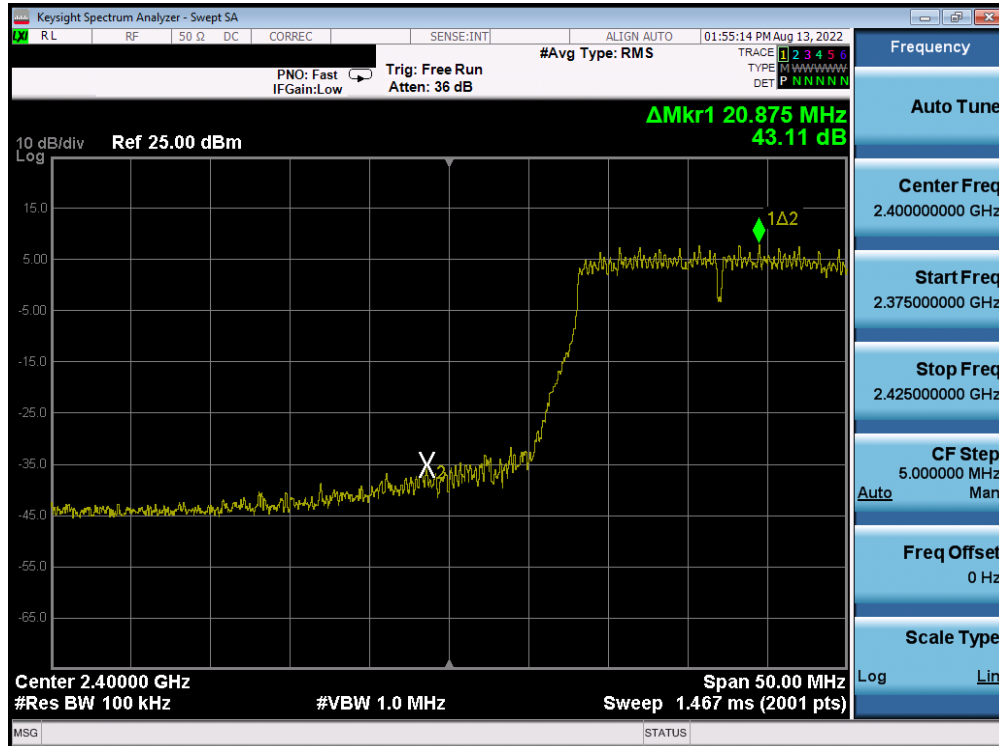 Keysight Spectrum Analyzer - Swept SA
LXI RL RF 50 Ω DC CORREC SENSE:INT ALIGN AUTO 01:55:14 PM Aug 13, 2022
PNO: Fast
IFGain:Low
Trig: Free Run
Atten: 36 dB
#Avg Type: RMS
TRACE 1 2 3 4 5 6
TYPE M WWWWW
DET P N N N N N
ΔMkr1 20.875 MHz
43.11 dB
10 dB/div
Log
Ref 25.00 dBm
15.0
5.00
-5.00
-15.0
-25.0
-35.0
-45.0
-55.0
-65.0
1Δ2
X2
Center 2.40000 GHz
Span 50.00 MHz
#Res BW 100 kHz
#VBW 1.0 MHz
Sweep 1.467 ms (2001 pts)
MSG
STATUS
Frequency
Auto Tune
Center Freq
2.400000000 GHz
Start Freq
2.375000000 GHz
Stop Freq
2.425000000 GHz
CF Step
5.000000 MHz
Auto Man
Freq Offset
0 Hz
Scale Type
Log Lin